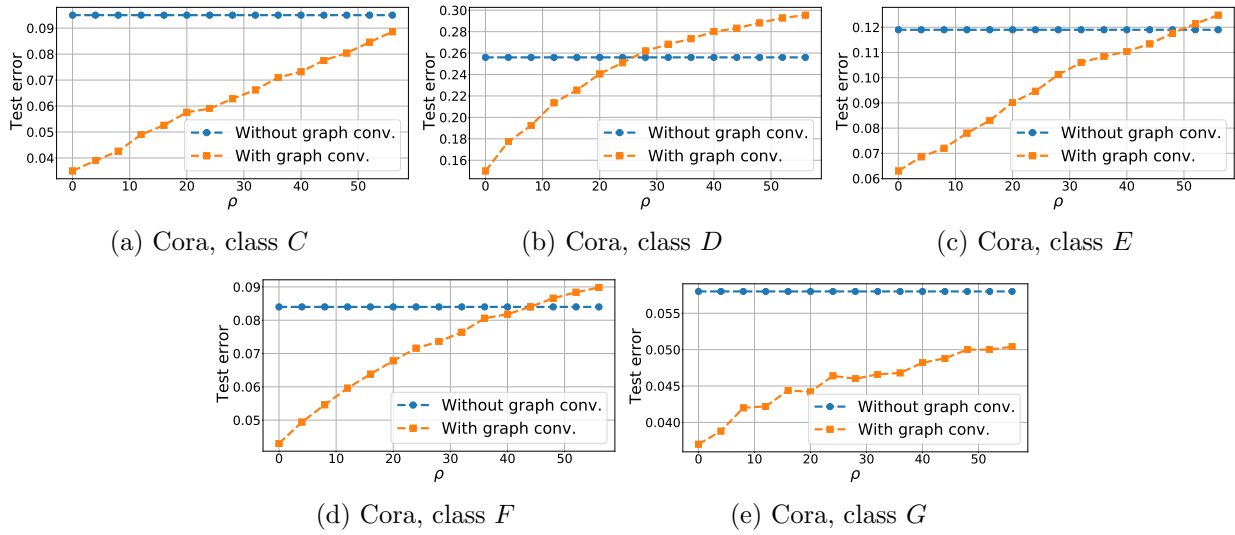 0 10 20 30 40 50
0.09
0.08
0.07
0.06
0.05
0.04
Test error
Without graph conv.
With graph conv.
ρ
(a) Cora, class C
0 10 20 30 40 50
0.30
0.28
0.26
0.24
0.22
0.20
0.18
0.16
Test error
Without graph conv.
With graph conv.
ρ
(b) Cora, class D
0 10 20 30 40 50
0.12
0.11
0.10
0.09
0.08
0.07
0.06
Test error
Without graph conv.
With graph conv.
ρ
(c) Cora, class E
0.09
0.08
0.07
0.06
0.05
Test error
Without graph conv.
With graph conv.
0 10 20 30 40 50
ρ
(d) Cora, class F
0.055
0.050
0.045
0.040
Test error
Without graph conv.
With graph conv.
0 10 20 30 40 50
ρ
(e) Cora, class G